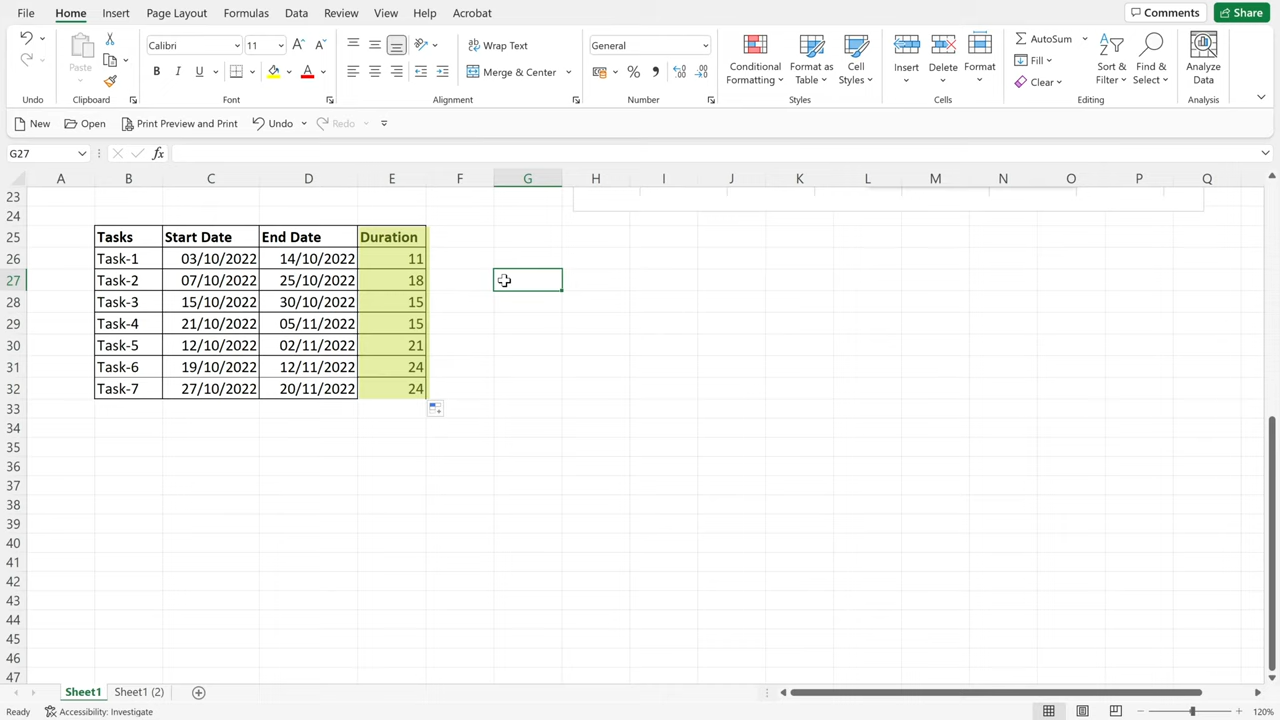 File Home Insert Page Layout Formulas Data Review View Help Acrobat Comments Share
Calibri 11 A A Wrap Text General AutoSum
Paste B I U A Merge & Center % Conditional Formatting Format as Table Cell Styles Insert Delete Format Fill Clear Sort & Filter Find & Select Analyze Data
Undo Clipboard Font Alignment Number Styles Cells Editing Analysis
New Open Print Preview and Print Undo Redo
G27 fx
A B C D E F G H I J K L M N O P Q
23
24
25 Tasks Start Date End Date Duration
26 Task-1 03/10/2022 14/10/2022 11
27 Task-2 07/10/2022 25/10/2022 18
28 Task-3 15/10/2022 30/10/2022 15
29 Task-4 21/10/2022 05/11/2022 15
30 Task-5 12/10/2022 02/11/2022 21
31 Task-6 19/10/2022 12/11/2022 24
32 Task-7 27/10/2022 20/11/2022 24
33
34
35
36
37
38
39
40
41
42
43
44
45
46
47
Sheet1 Sheet1 (2)
Ready Accessibility: Investigate 120%